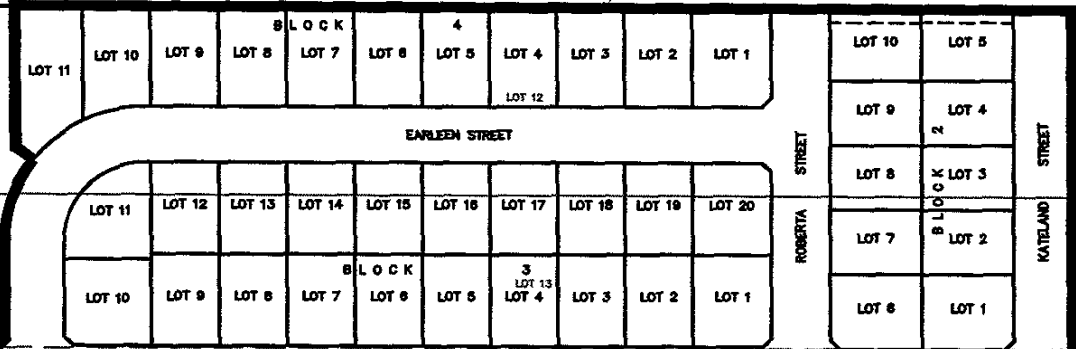 BLOCK 4
LOT 11 LOT 10 LOT 9 LOT 8 LOT 7 LOT 6 LOT 5 LOT 4 LOT 3 LOT 2 LOT 1
LOT 12
EARLEEN STREET
LOT 11 LOT 12 LOT 13 LOT 14 LOT 15 LOT 16 LOT 17 LOT 18 LOT 19 LOT 20
BLOCK 3
LOT 13
LOT 10 LOT 9 LOT 8 LOT 7 LOT 6 LOT 5 LOT 4 LOT 3 LOT 2 LOT 1
ROBERTA STREET
LOT 10 LOT 5
LOT 9 LOT 4
LOT 8 LOT 3
LOT 7 LOT 2
LOT 6 LOT 1
BLOCK 2
KATELAND STREET